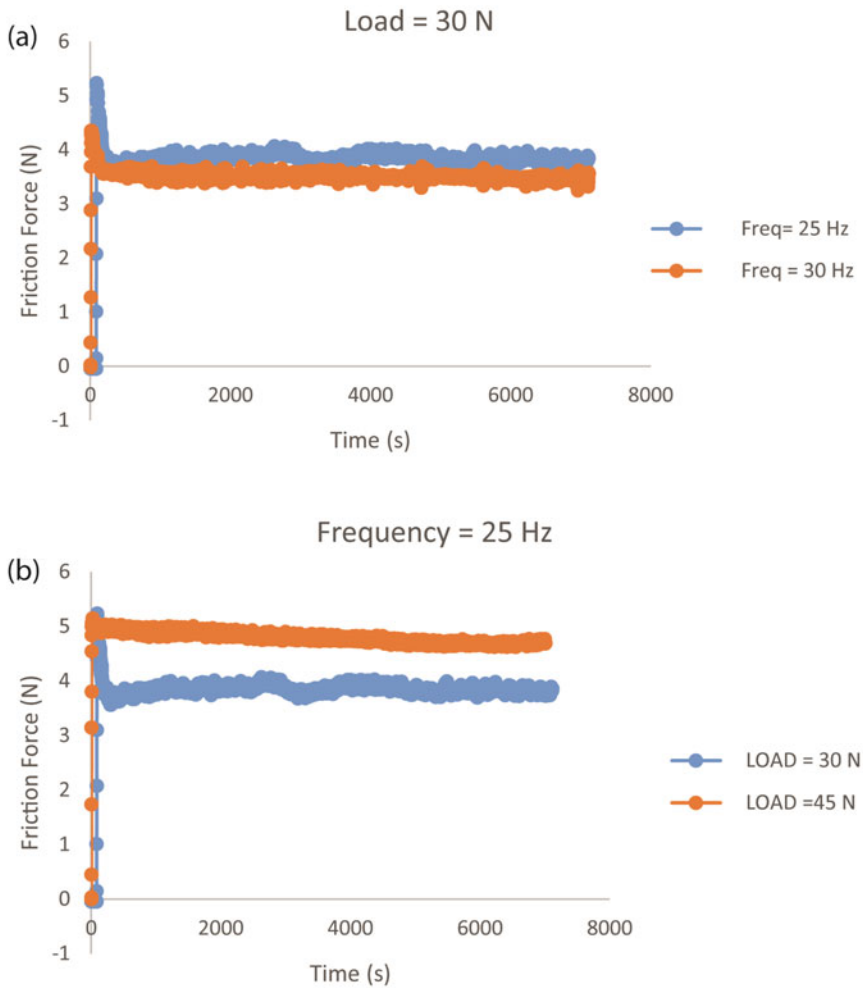 (a)
Load = 30 N
6
5
4
3
2
1
0
-1
Friction Force (N)
0 2000 4000 6000 8000
Time (s)
Freq= 25 Hz
Freq = 30 Hz
(b)
Frequency = 25 Hz
6
5
4
3
2
1
0
-1
Friction Force (N)
0 2000 4000 6000 8000
Time (s)
LOAD = 30 N
LOAD =45 N